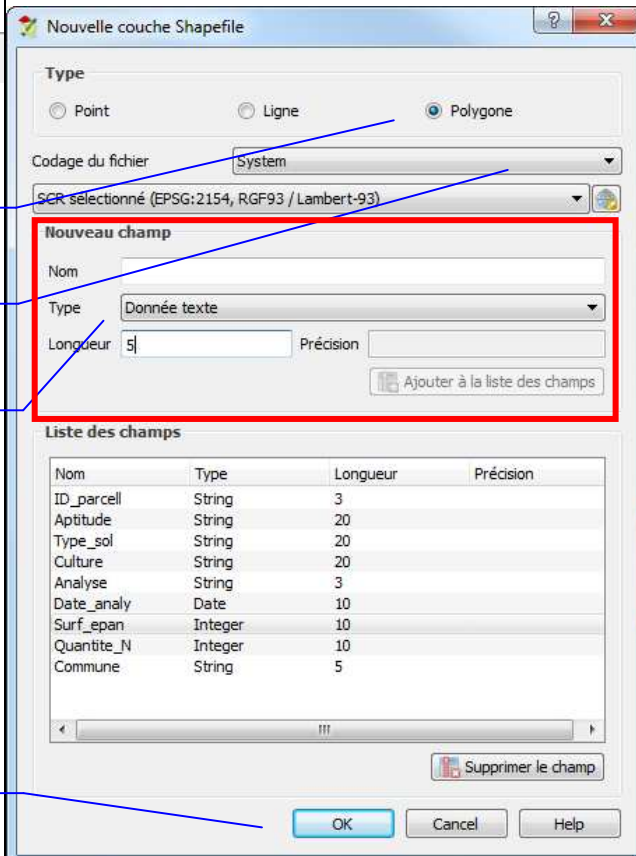 Nouvelle couche Shapefile
Type
Point Ligne Polygone
Codage du fichier System
SCR sélectionné (EPSG:2154, RGF93 / Lambert-93)
Nouveau champ
Nom
Type Donnée texte
Longueur 5 Précision
Ajouter à la liste des champs
Liste des champs
Nom Type Longueur Précision
ID_parcell String 3
Aptitude String 20
Type_sol String 20
Culture String 20
Analyse String 3
Date_analy Date 10
Surf_epan Integer 10
Quantite_N Integer 10
Commune String 5
Supprimer le champ
OK Cancel Help